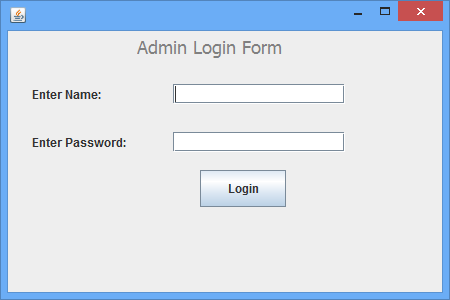 Admin Login Form
Enter Name:
Enter Password:
Login